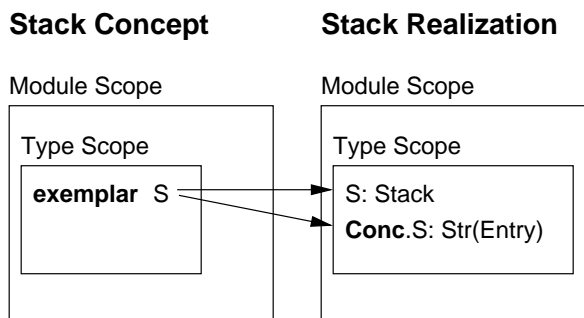 Stack Concept
Module Scope
Type Scope
exemplar S
Stack Realization
Module Scope
Type Scope
S: Stack
Conc.S: Str(Entry)